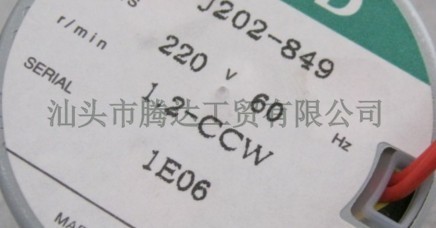 J202-849
r/min 220 v 60 Hz
SERIAL 1.2-CCW
1E06
汕头市腾达工贸有限公司